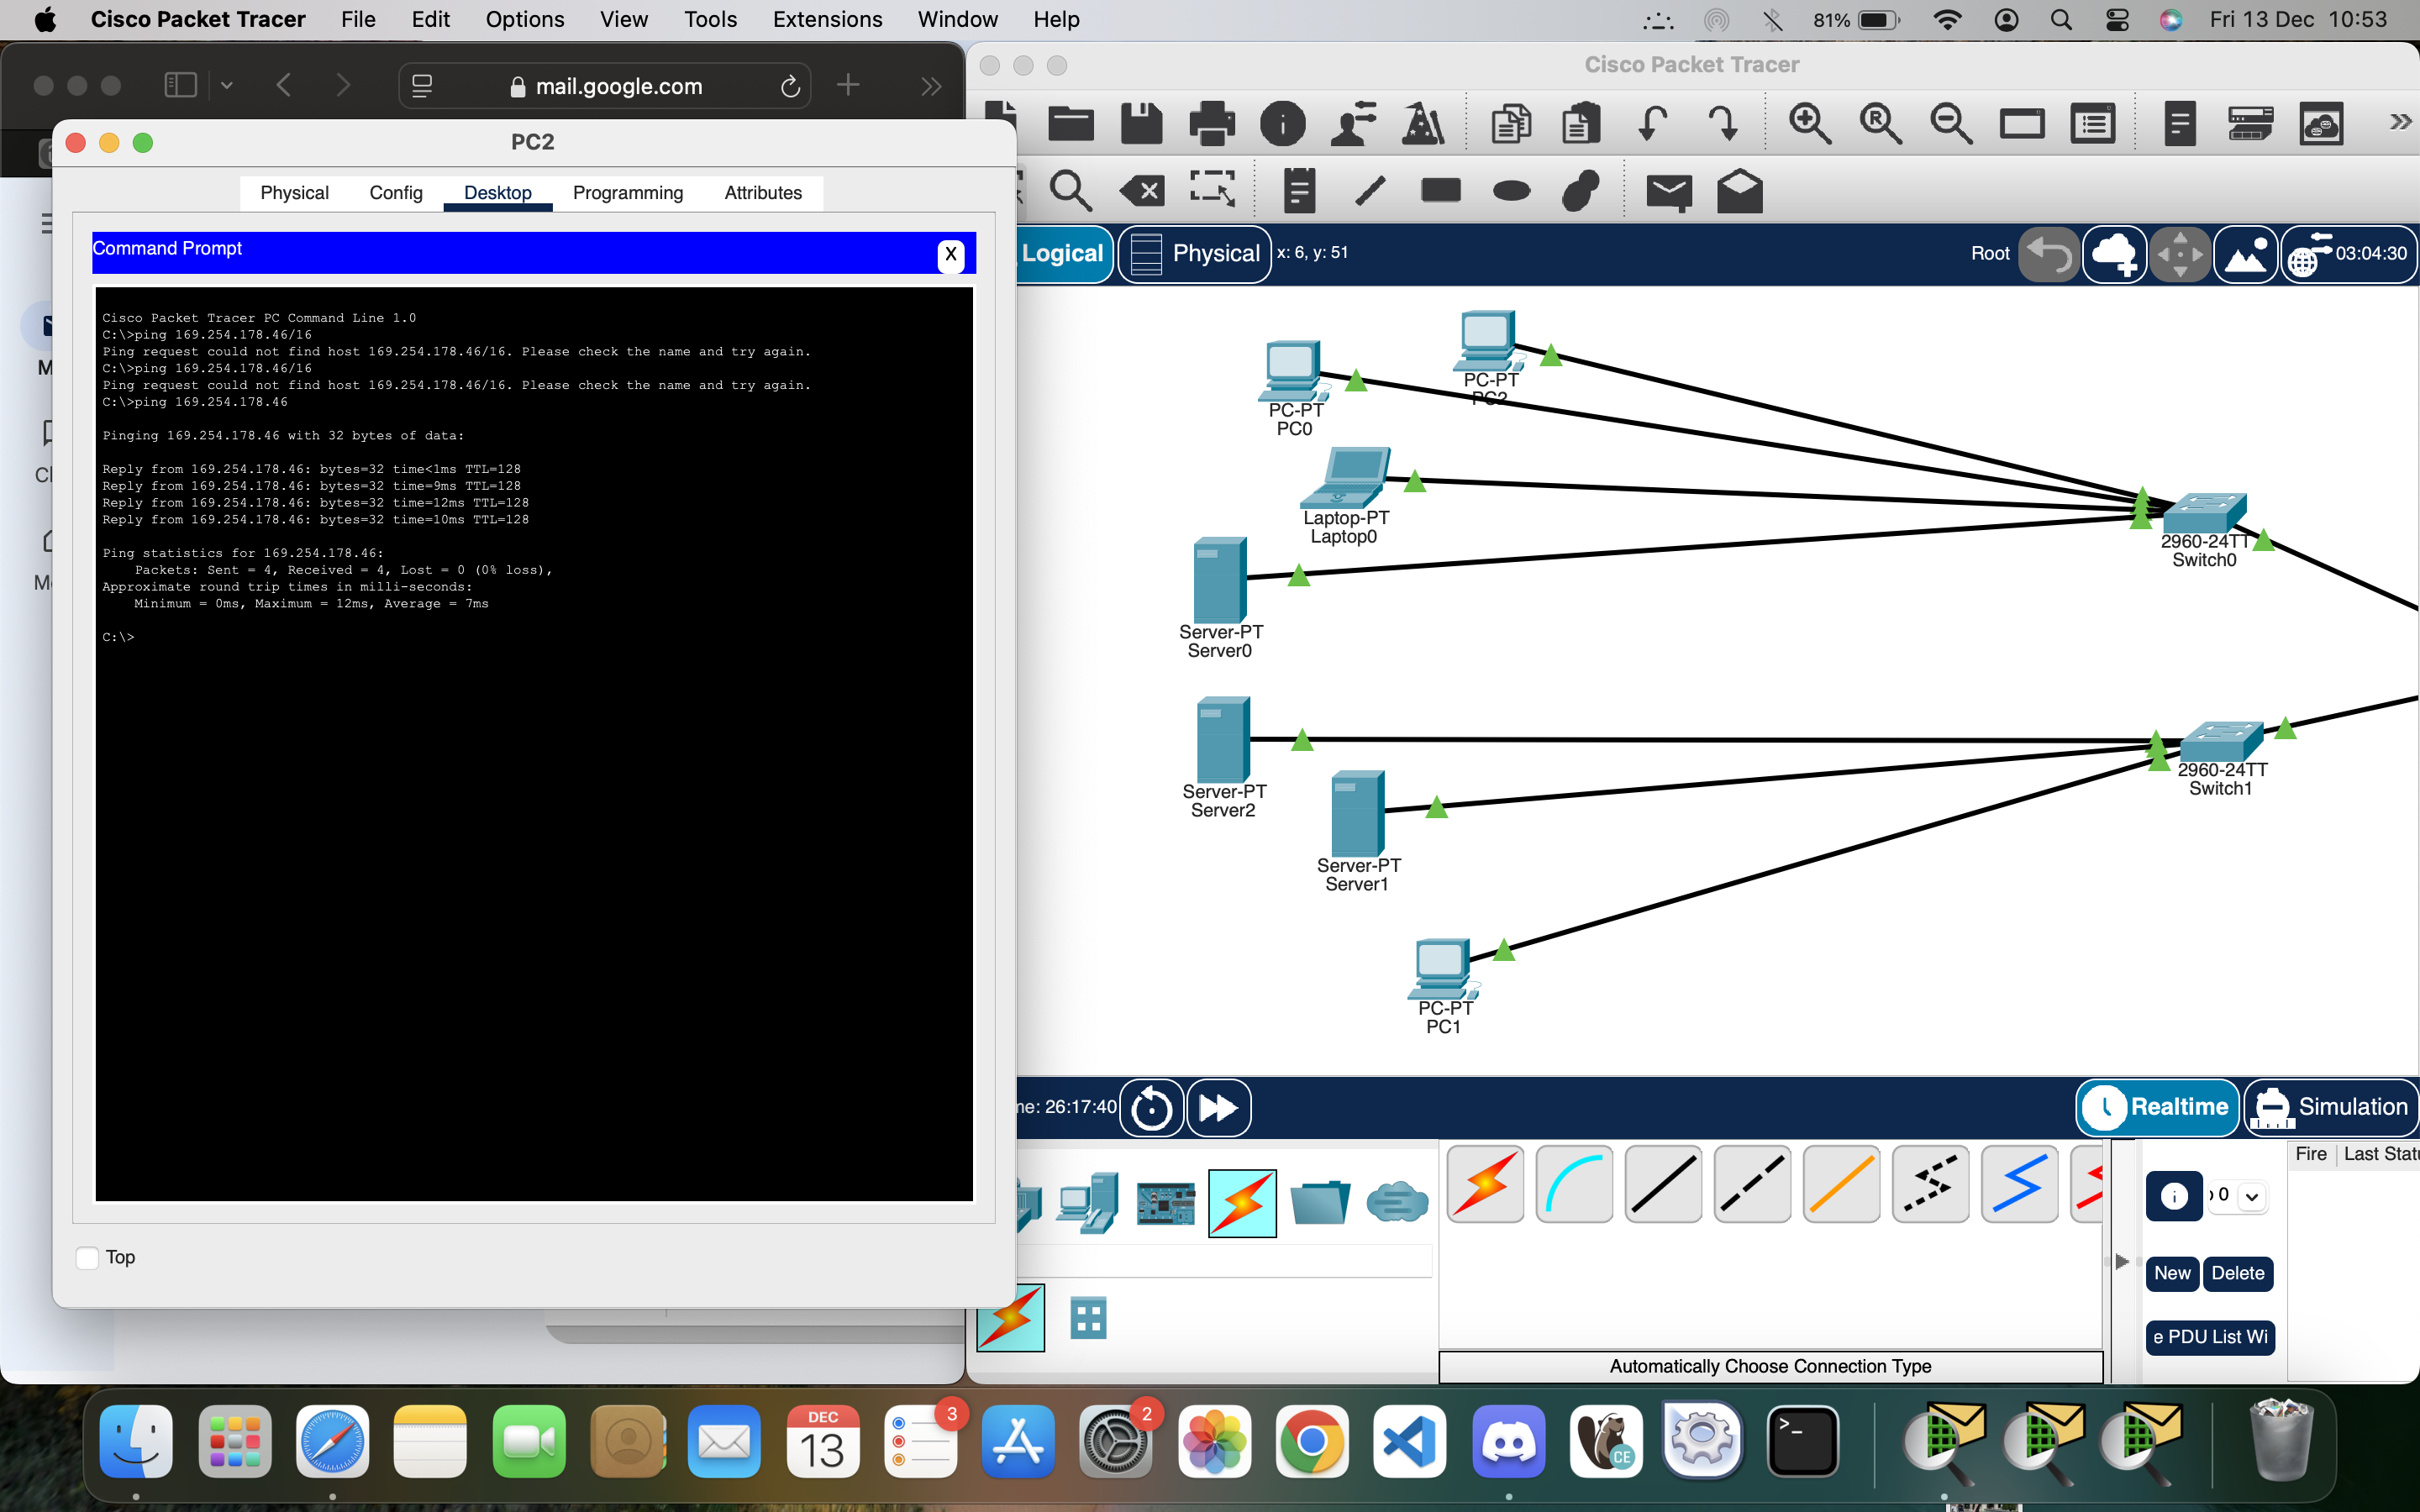 Cisco Packet Tracer File Edit Options View Tools Extensions Window Help 81% Fri 13 Dec 10:53
mail.google.com
Cisco Packet Tracer
PC2
Physical Config Desktop Programming Attributes
Command Prompt X
Cisco Packet Tracer PC Command Line 1.0
C:\>ping 169.254.178.46/16
Ping request could not find host 169.254.178.46/16. Please check the name and try again.
C:\>ping 169.254.178.46/16
Ping request could not find host 169.254.178.46/16. Please check the name and try again.
C:\>ping 169.254.178.46
Pinging 169.254.178.46 with 32 bytes of data:
Reply from 169.254.178.46: bytes=32 time<1ms TTL=128
Reply from 169.254.178.46: bytes=32 time=9ms TTL=128
Reply from 169.254.178.46: bytes=32 time=12ms TTL=128
Reply from 169.254.178.46: bytes=32 time=10ms TTL=128
Ping statistics for 169.254.178.46:
Packets: Sent = 4, Received = 4, Lost = 0 (0% loss),
Approximate round trip times in milli-seconds:
Minimum = 0ms, Maximum = 12ms, Average = 7ms
C:\>
Top
Logical Physical x: 6, y: 51 Root 03:04:30
PC-PT
PC2
PC-PT
PC0
Laptop-PT
Laptop0
2960-24TT
Switch0
Server-PT
Server0
Server-PT
Server2
2960-24TT
Switch1
Server-PT
Server1
PC-PT
PC1
me: 26:17:40 Realtime Simulation
Fire Last Statu
0
New Delete
e PDU List Wi
Automatically Choose Connection Type
DEC
13
3
2
CE